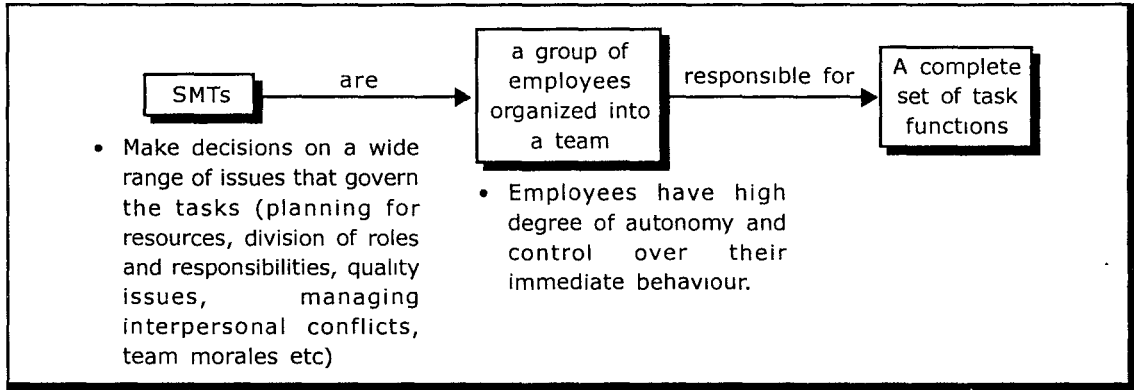 SMTs
are
a group of
employees
organized into
a team
responsible for
A complete
set of task
functions
• Make decisions on a wide
range of issues that govern
the tasks (planning for
resources, division of roles
and responsibilities, quality
issues, managing
interpersonal conflicts,
team morales etc)
• Employees have high
degree of autonomy and
control over their
immediate behaviour.